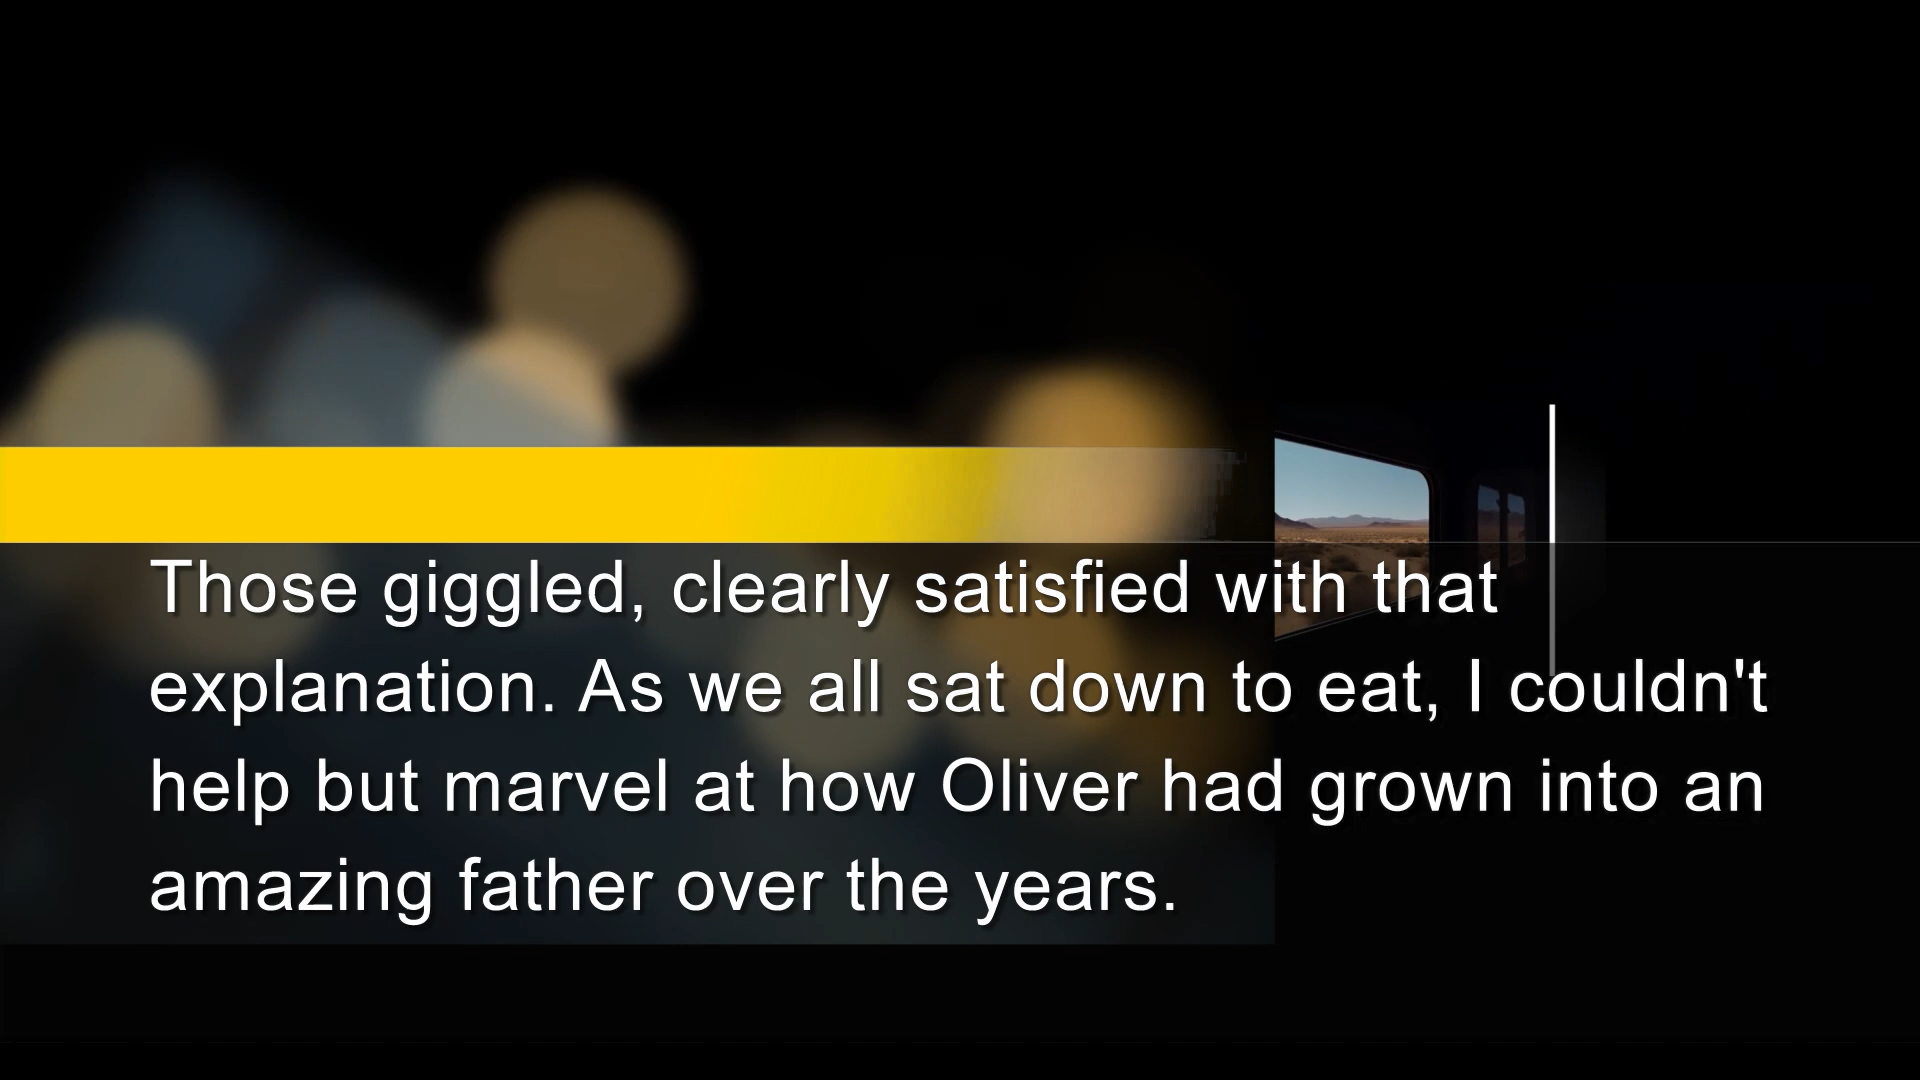 Those giggled, clearly satisfied with that
explanation. As we all sat down to eat, I couldn't
help but marvel at how Oliver had grown into an
amazing father over the years.